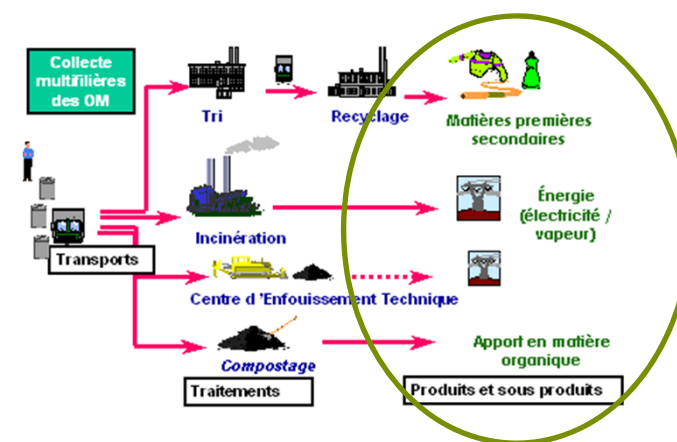 Collecte
multifilières
des OM
Tri
Recyclage
Matières premières
secondaires
Énergie
(électricité /
vapeur)
Incinération
Transports
Centre d 'Enfouissement Technique
Compostage
Apport en matière
organique
Traitements
Produits et sous produits